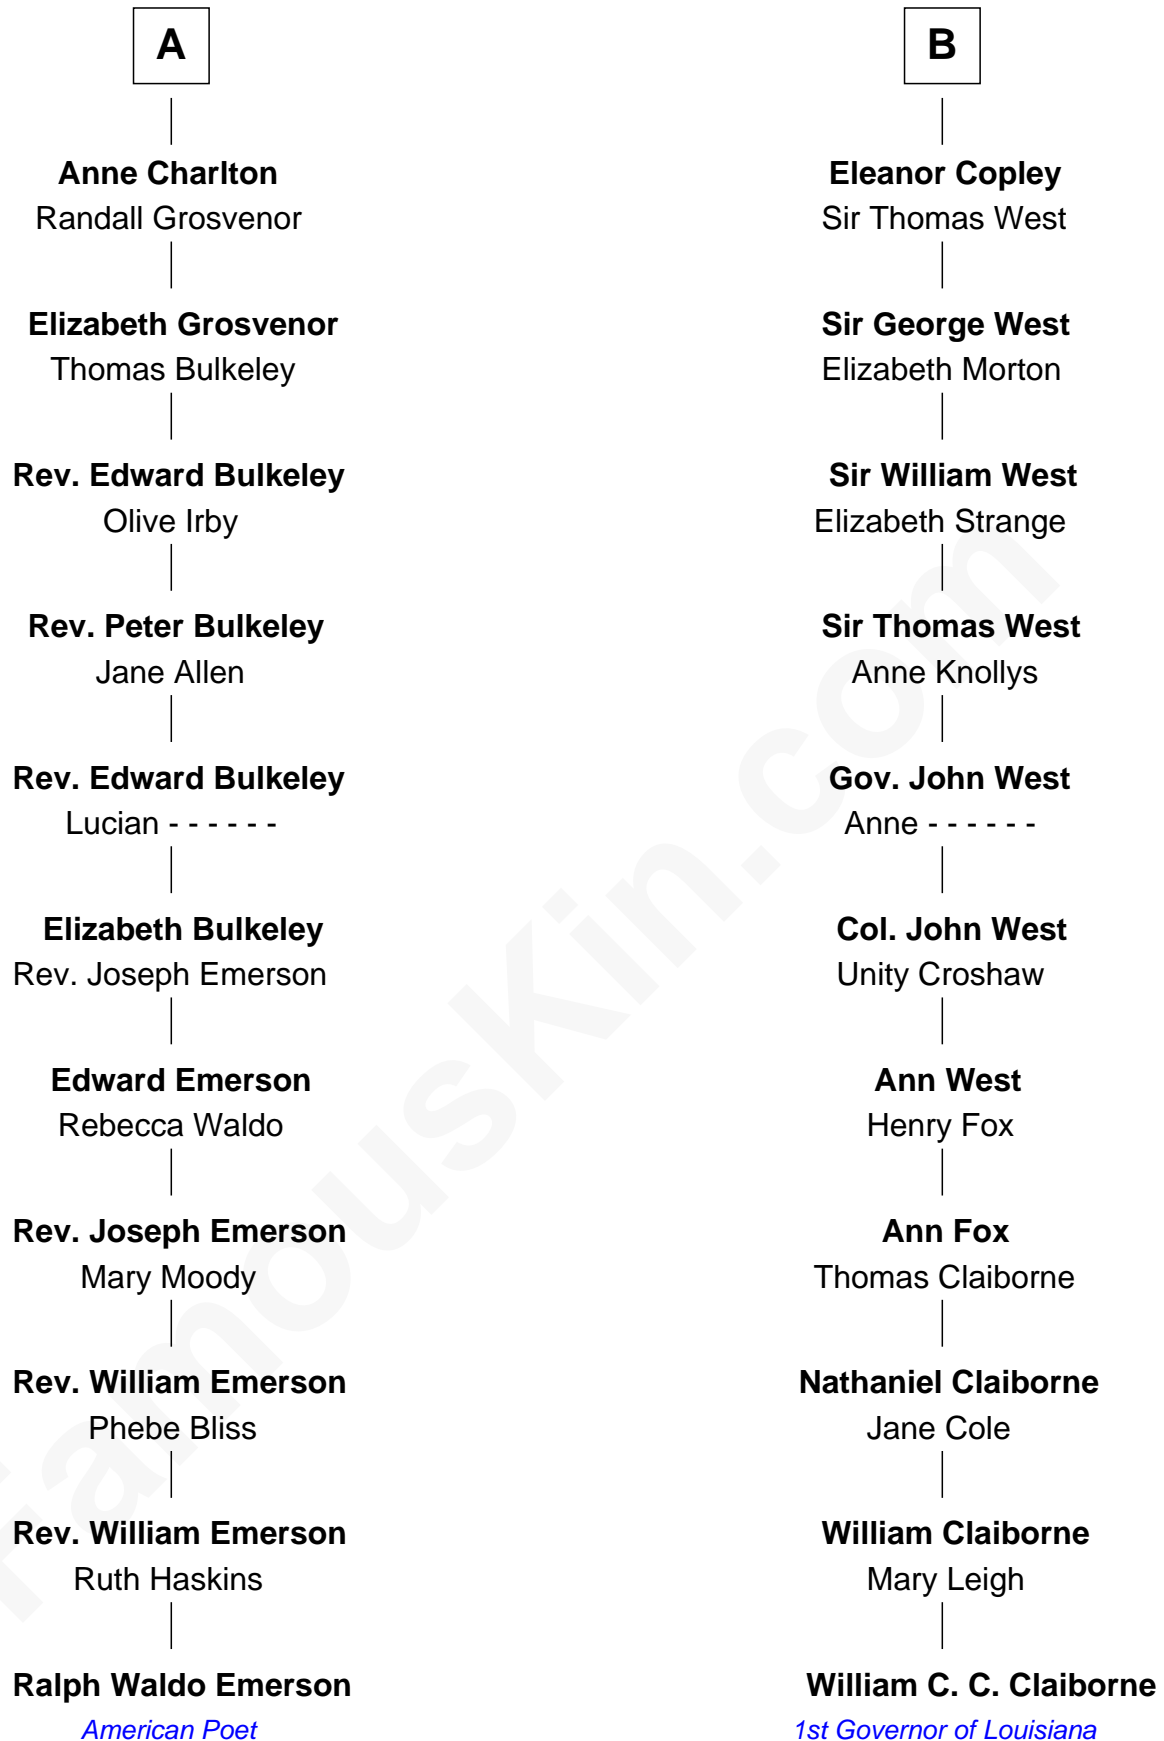 A
Anne Charlton
Randall Grosvenor
Elizabeth Grosvenor
Thomas Bulkeley
Rev. Edward Bulkeley
Olive Irby
Rev. Peter Bulkeley
Jane Allen
Rev. Edward Bulkeley
Lucian - - - - - -
Elizabeth Bulkeley
Rev. Joseph Emerson
Edward Emerson
Rebecca Waldo
Rev. Joseph Emerson
Mary Moody
Rev. William Emerson
Phebe Bliss
Rev. William Emerson
Ruth Haskins
Ralph Waldo Emerson
American Poet
B
Eleanor Copley
Sir Thomas West
Sir George West
Elizabeth Morton
Sir William West
Elizabeth Strange
Sir Thomas West
Anne Knollys
Gov. John West
Anne - - - - - -
Col. John West
Unity Croshaw
Ann West
Henry Fox
Ann Fox
Thomas Claiborne
Nathaniel Claiborne
Jane Cole
William Claiborne
Mary Leigh
William C. C. Claiborne
1st Governor of Louisiana
FamousKin.com